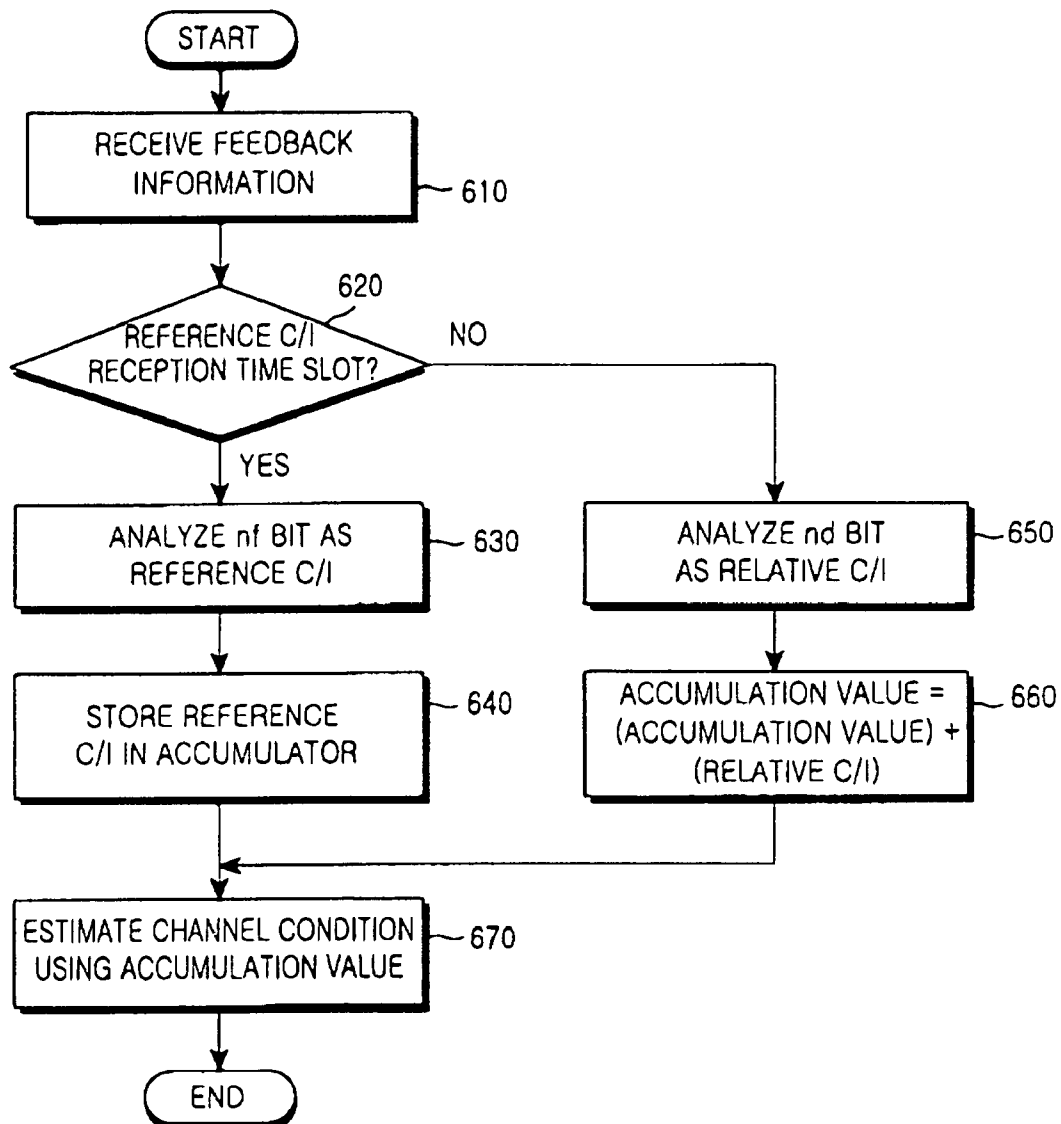 START
RECEIVE FEEDBACK
INFORMATION
610
620
REFERENCE C/I
RECEPTION TIME SLOT?
NO
YES
ANALYZE nf BIT AS
REFERENCE C/I
630
ANALYZE nd BIT
AS RELATIVE C/I
650
STORE REFERENCE
C/I IN ACCUMULATOR
640
ACCUMULATION VALUE =
(ACCUMULATION VALUE) +
(RELATIVE C/I)
660
ESTIMATE CHANNEL CONDITION
USING ACCUMULATION VALUE
670
END